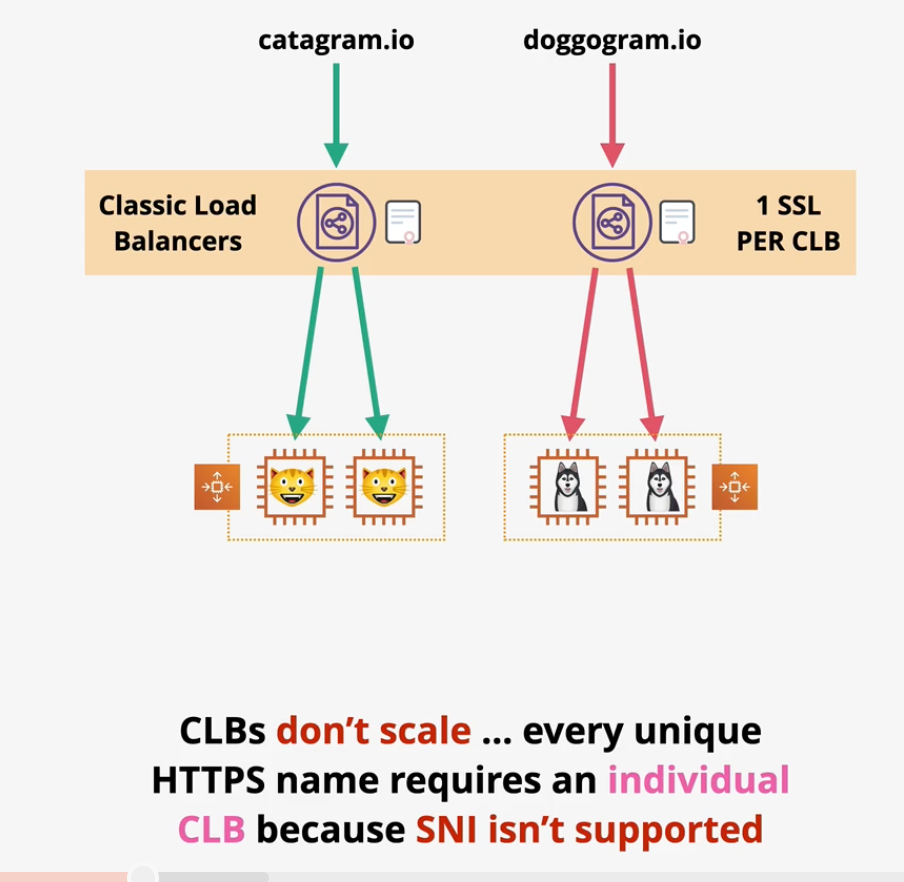 catagram.io
doggogram.io
Classic Load
Balancers
1 SSL
PER CLB
CLBs don’t scale ... every unique
HTTPS name requires an individual
CLB because SNI isn’t supported